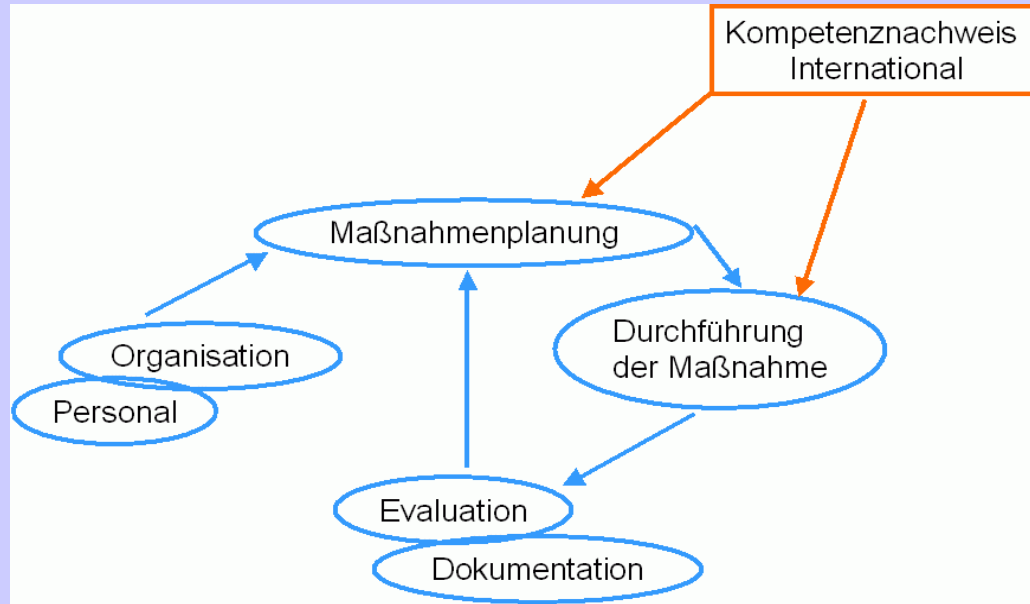 Kompetenznachweis
International
Maßnahmenplanung
Durchführung
der Maßnahme
Organisation
Personal
Evaluation
Dokumentation